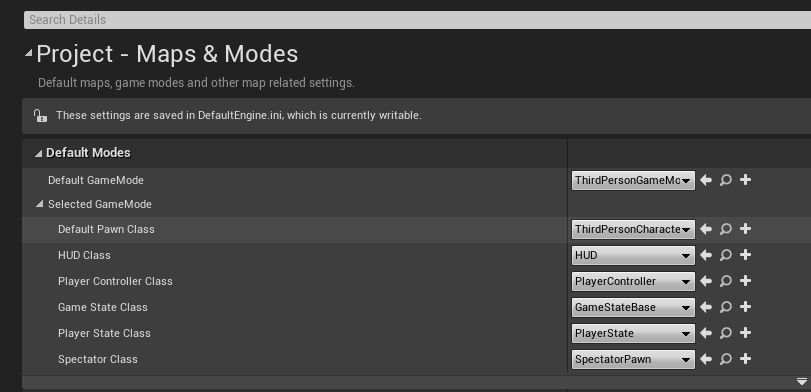 Search Details
Project - Maps & Modes
Default maps, game modes and other map related settings.
These settings are saved in DefaultEngine.ini, which is currently writable.
Default Modes
Default GameMode ThirdPersonGameMo
Selected GameMode
Default Pawn Class ThirdPersonCharacte
HUD Class HUD
Player Controller Class PlayerController
Game State Class GameStateBase
Player State Class PlayerState
Spectator Class SpectatorPawn